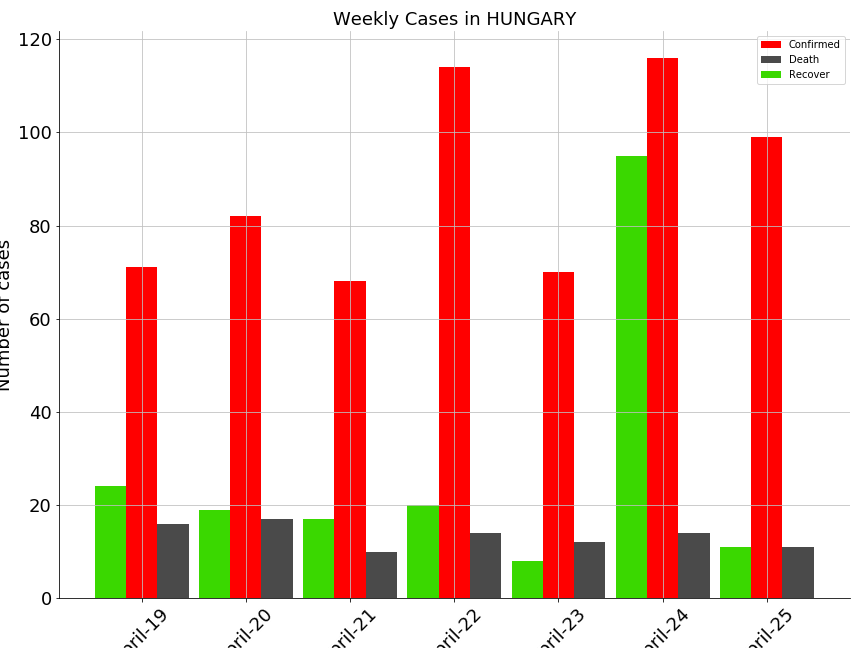 Weekly Cases in HUNGARY
Confirmed
Death
Recover
120
100
80
60
40
20
0
Number of cases
pril-19
pril-20
pril-21
pril-22
pril-23
pril-24
pril-25